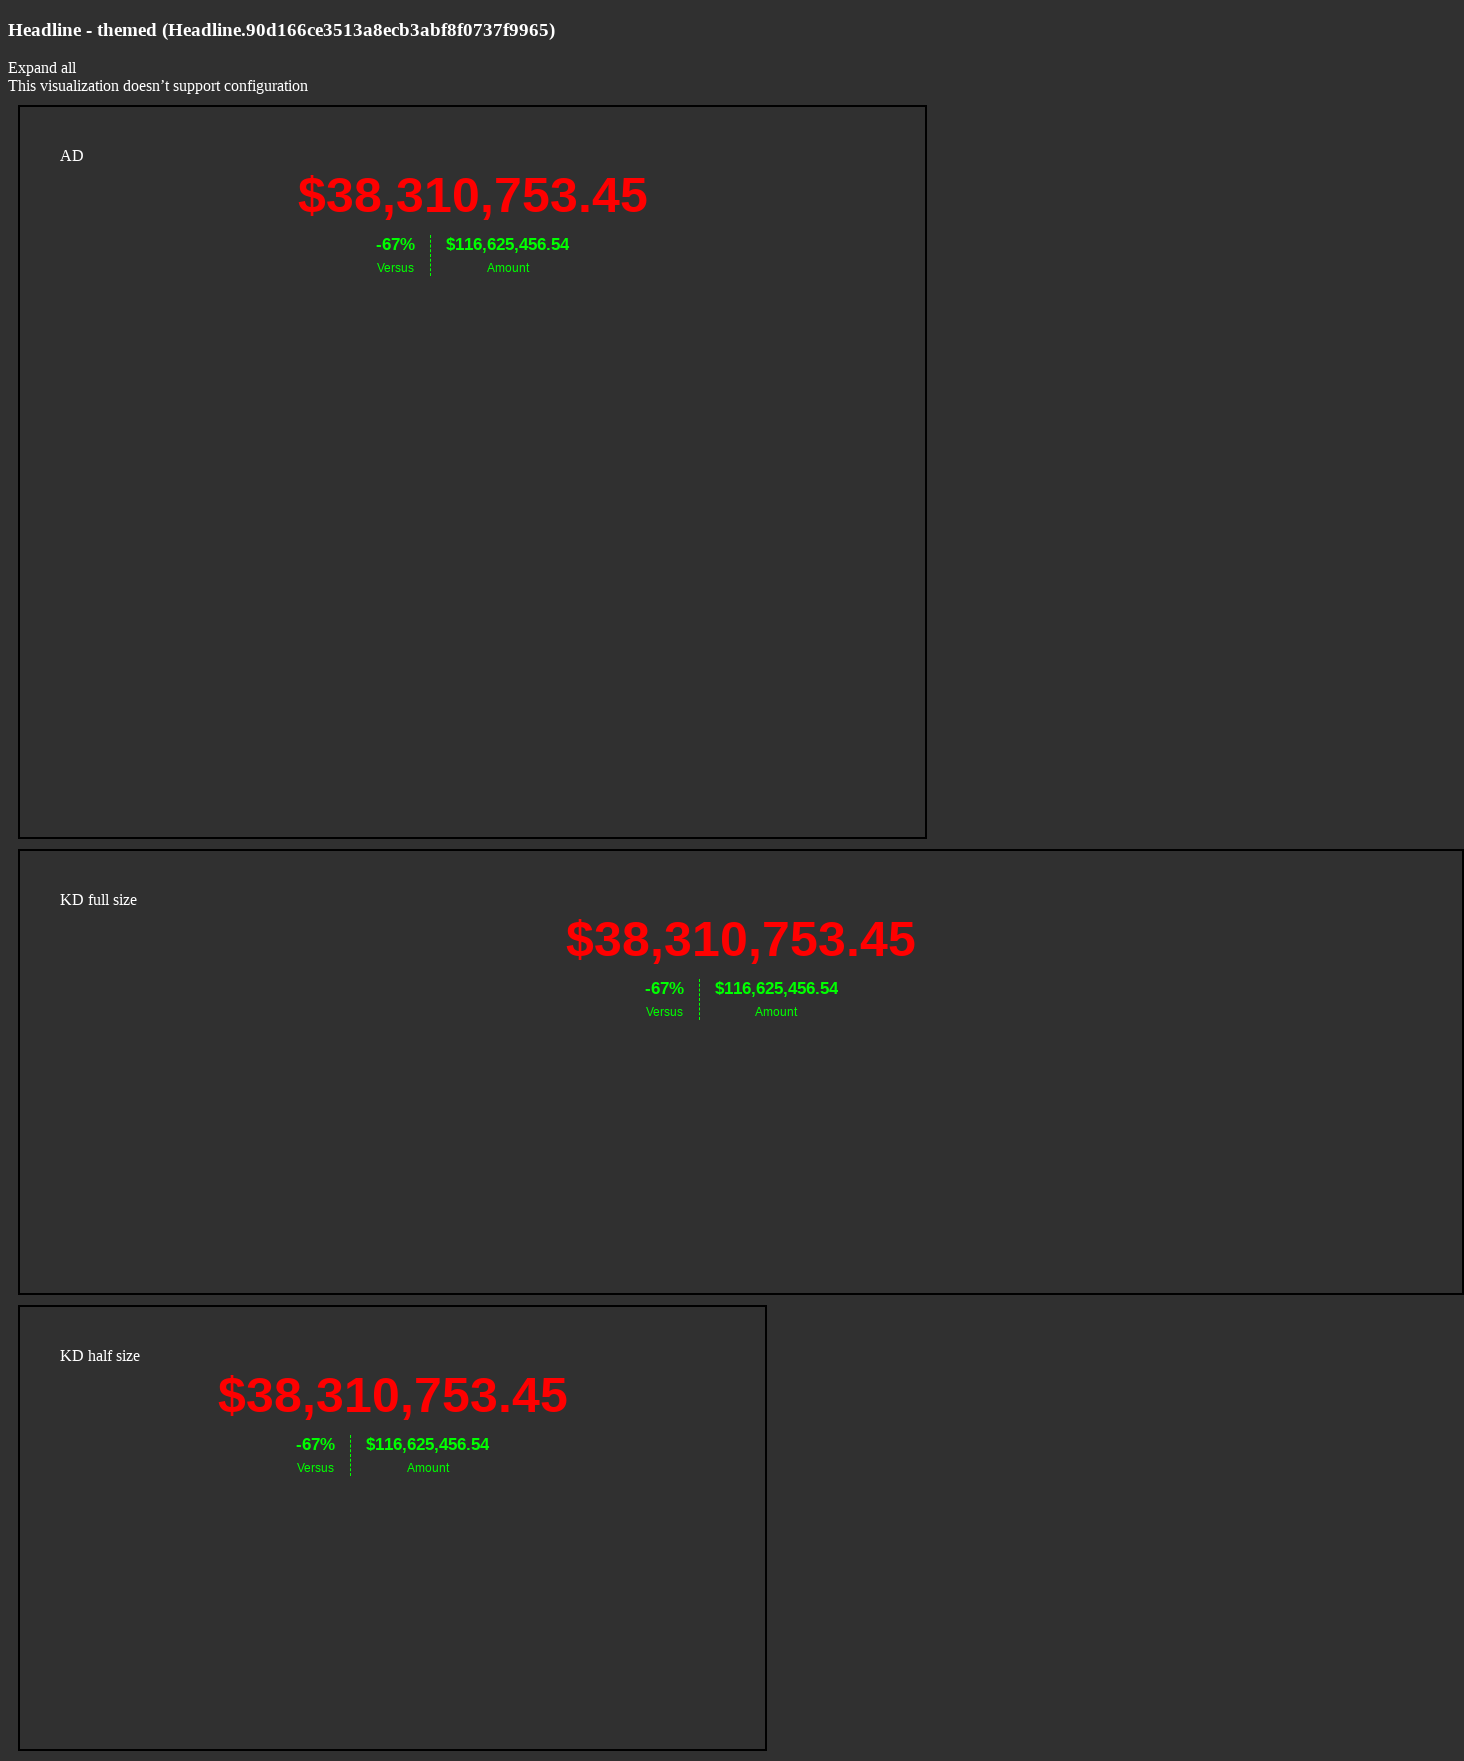 Headline - themed (Headline.90d166ce3513a8ecb3abf8f0737f9965)
Expand all
This visualization doesn’t support configuration
AD
$38,310,753.45
-67% $116,625,456.54
Versus Amount
KD full size
$38,310,753.45
-67% $116,625,456.54
Versus Amount
KD half size
$38,310,753.45
-67% $116,625,456.54
Versus Amount